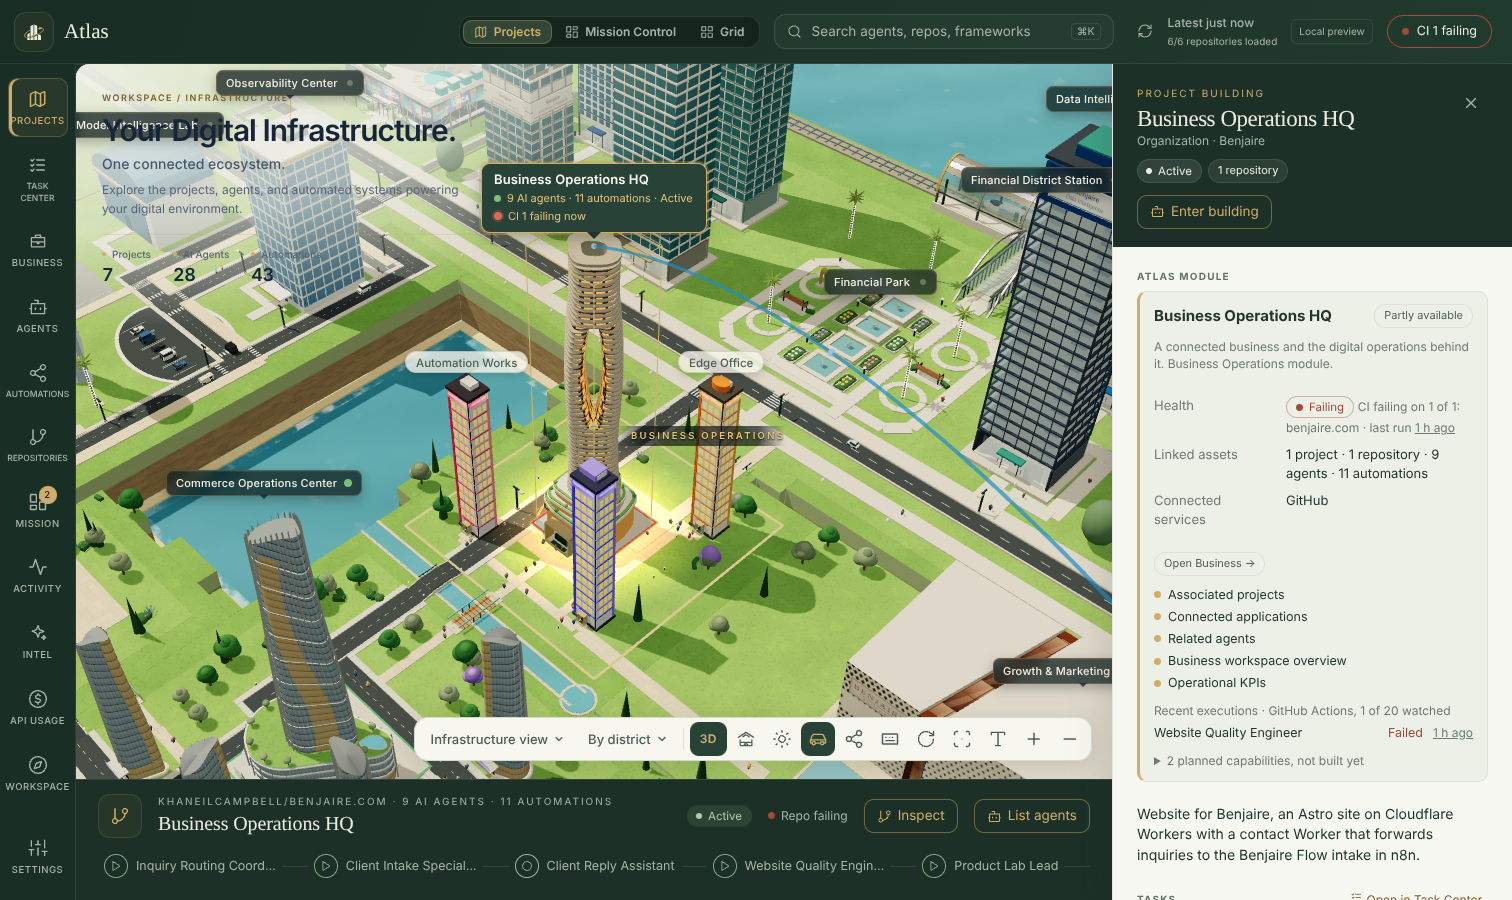 Atlas
Projects
Mission Control
Grid
Search agents, repos, frameworks
⌘K
Latest just now
6/6 repositories loaded
Local preview
CI 1 failing
PROJECTS
TASK
CENTER
BUSINESS
AGENTS
AUTOMATIONS
REPOSITORIES
2
MISSION
ACTIVITY
INTEL
API USAGE
WORKSPACE
SETTINGS
Observability Center
WORKSPACE / INFRASTRUCTURE
Model Intelligence Lab
Your Digital Infrastructure.
One connected ecosystem.
Explore the projects, agents, and automated systems powering
your digital environment.
Projects
7
AI Agents
28
Automations
43
Business Operations HQ
9 AI agents · 11 automations · Active
CI 1 failing now
Data Intelli
Financial District Station
Financial Park
Automation Works
Edge Office
BUSINESS OPERATIONS
Commerce Operations Center
Growth & Marketing
Infrastructure view
By district
3D
KHANEILCAMPBELL/BENJAIRE.COM · 9 AI AGENTS · 11 AUTOMATIONS
Business Operations HQ
Active
Repo failing
Inspect
List agents
Inquiry Routing Coord...
Client Intake Special...
Client Reply Assistant
Website Quality Engin...
Product Lab Lead
PROJECT BUILDING
Business Operations HQ
Organization · Benjaire
Active
1 repository
Enter building
ATLAS MODULE
Business Operations HQ
Partly available
A connected business and the digital operations behind
it. Business Operations module.
Health
Failing CI failing on 1 of 1:
benjaire.com · last run 1 h ago
Linked assets
1 project · 1 repository · 9
agents · 11 automations
Connected
services
GitHub
Open Business →
Associated projects
Connected applications
Related agents
Business workspace overview
Operational KPIs
Recent executions · GitHub Actions, 1 of 20 watched
Website Quality Engineer
Failed
1 h ago
2 planned capabilities, not built yet
Website for Benjaire, an Astro site on Cloudflare
Workers with a contact Worker that forwards
inquiries to the Benjaire Flow intake in n8n.
TASKS
Open in Task Center